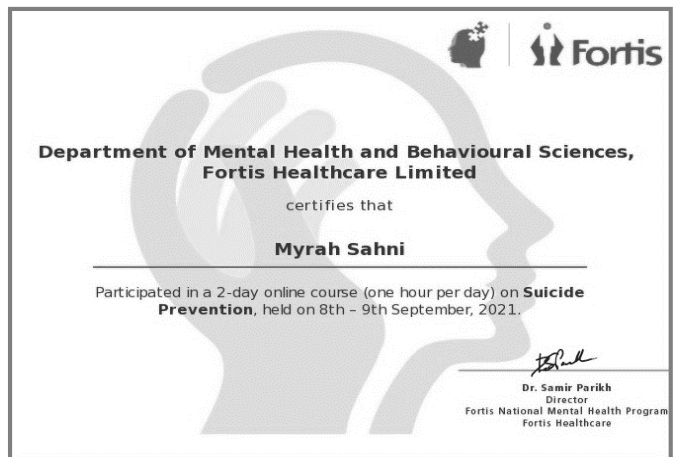 Fortis
Department of Mental Health and Behavioural Sciences,
Fortis Healthcare Limited
certifies that
Myrah Sahni
Participated in a 2-day online course (one hour per day) on Suicide
Prevention, held on 8th – 9th September, 2021.
Dr. Samir Parikh
Director
Fortis National Mental Health Program
Fortis Healthcare